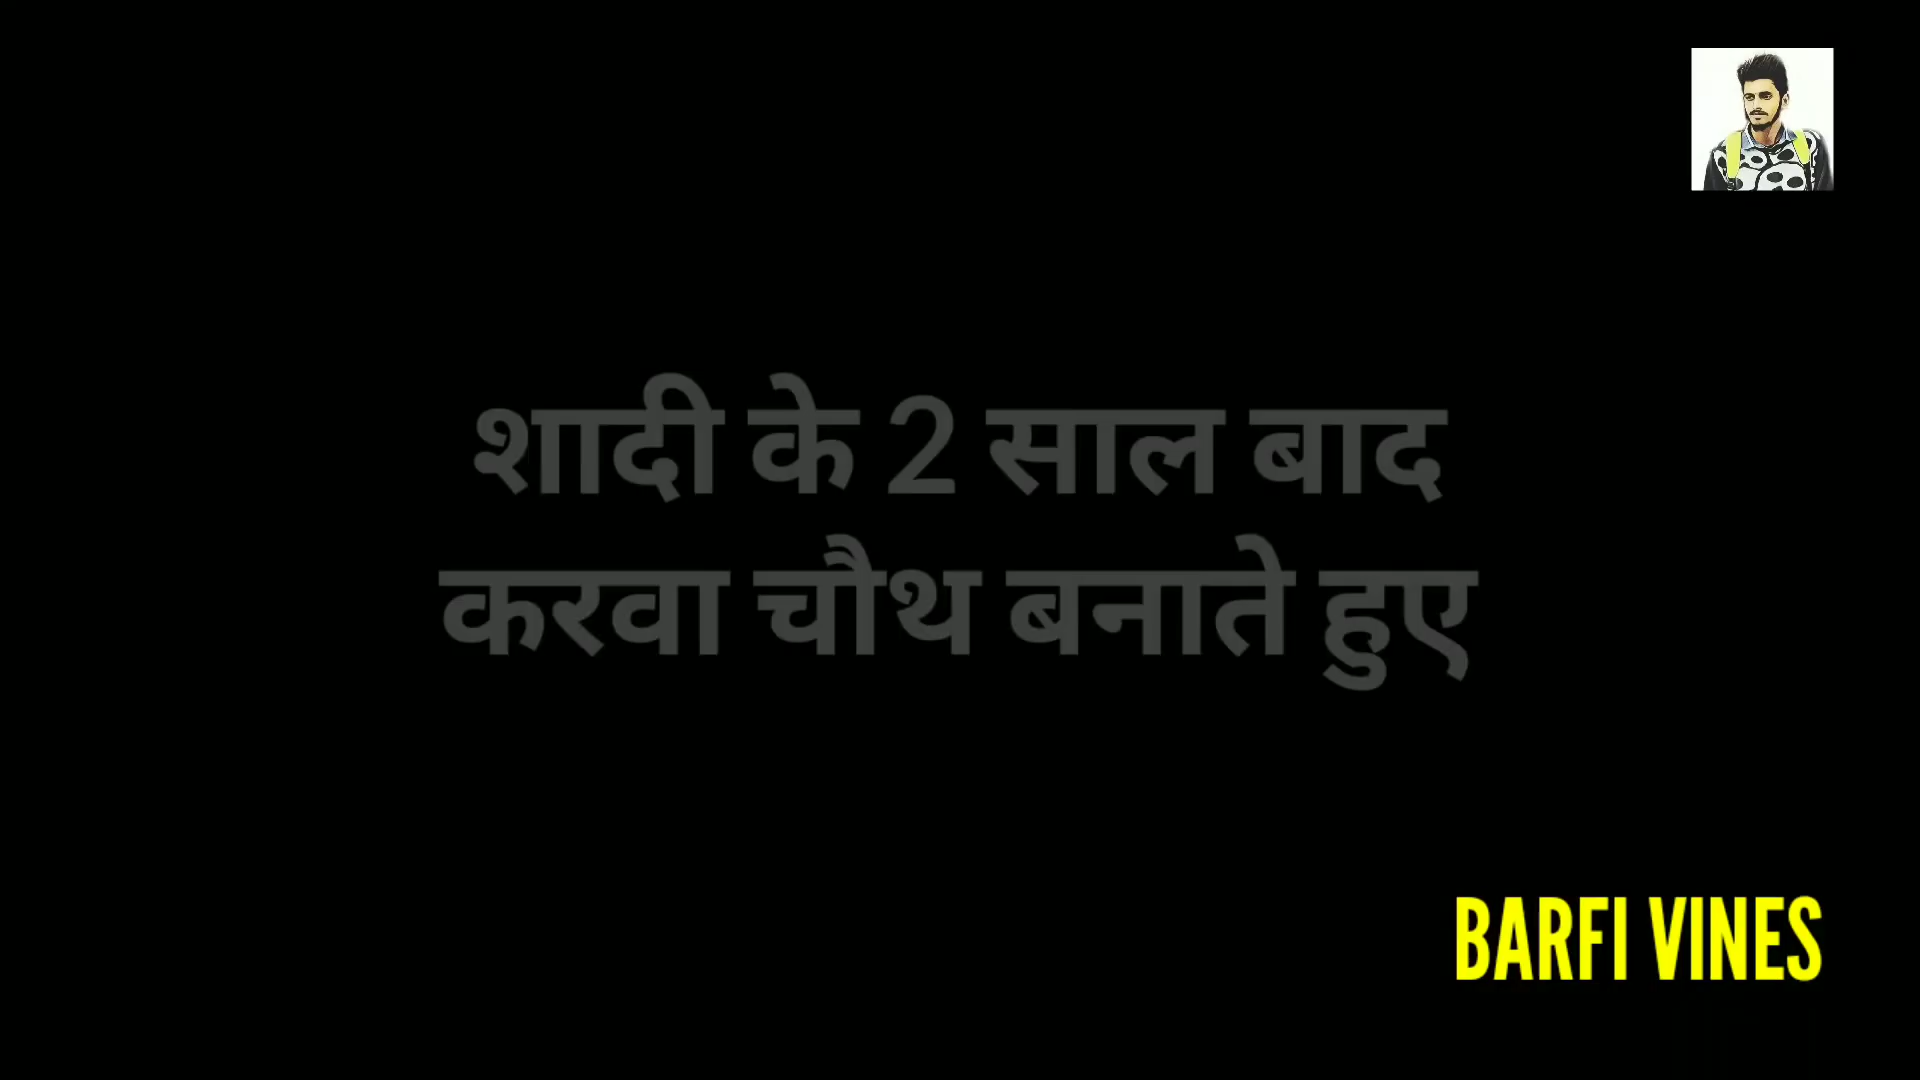 शादी के 2 साल बाद
करवा चौथ बनाते हुए
BARFI VINES